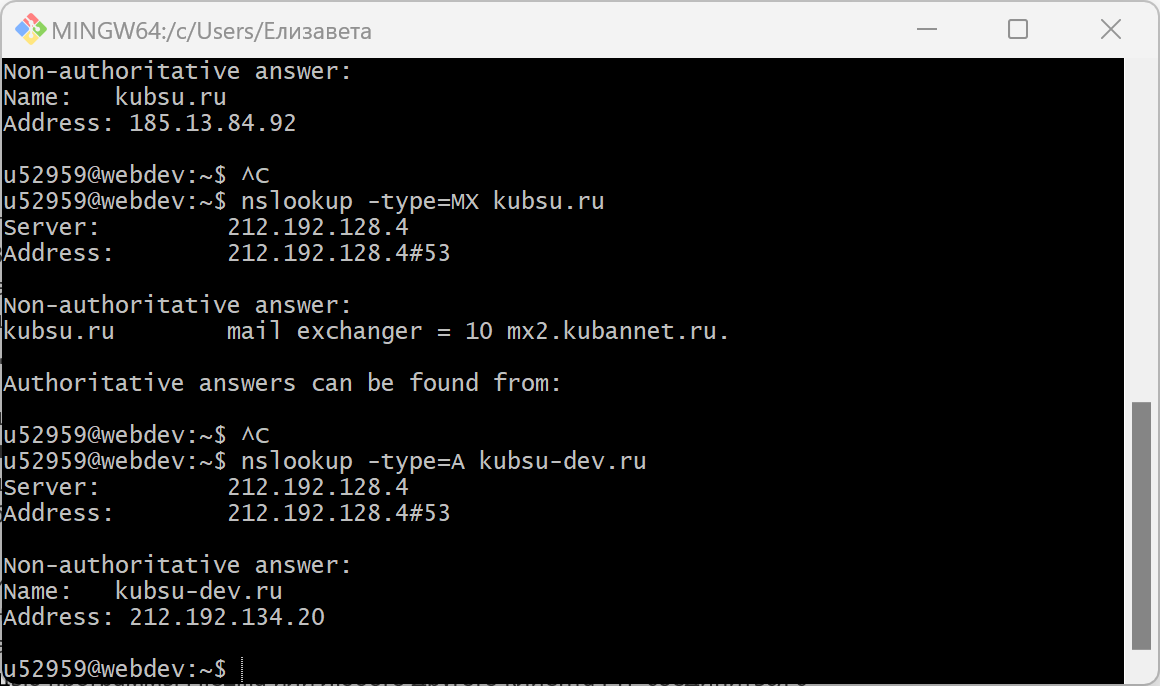 MINGW64:/c/Users/Елизавета
Non-authoritative answer:
Name:   kubsu.ru
Address: 185.13.84.92
u52959@webdev:~$ ^C
u52959@webdev:~$ nslookup -type=MX kubsu.ru
Server:         212.192.128.4
Address:        212.192.128.4#53
Non-authoritative answer:
kubsu.ru        mail exchanger = 10 mx2.kubannet.ru.
Authoritative answers can be found from:
u52959@webdev:~$ ^C
u52959@webdev:~$ nslookup -type=A kubsu-dev.ru
Server:         212.192.128.4
Address:        212.192.128.4#53
Non-authoritative answer:
Name:   kubsu-dev.ru
Address: 212.192.134.20
u52959@webdev:~$